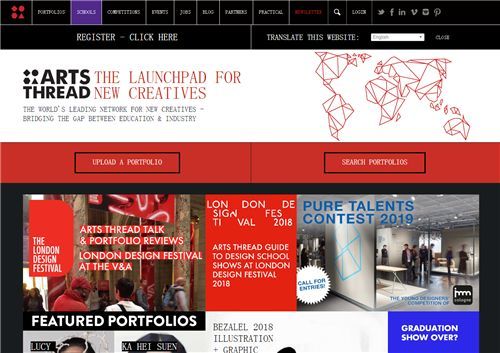 PORTFOLIOS
SCHOOLS
COMPETITIONS
EVENTS
JOBS
BLOG
PARTNERS
PRACTICAL
NEWSLETTER
LOGIN
REGISTER - CLICK HERE
TRANSLATE THIS WEBSITE:
English
CLOSE
ARTS
THREAD
THE LAUNCHPAD FOR
NEW CREATIVES
THE WORLD'S LEADING NETWORK FOR NEW CREATIVES -
BRIDGING THE GAP BETWEEN EDUCATION & INDUSTRY
UPLOAD A PORTFOLIO
SEARCH PORTFOLIOS
THE
LONDON
DESIGN
FESTIVAL
ARTS THREAD TALK
& PORTFOLIO REVIEWS
LONDON DESIGN FESTIVAL
AT THE V&A
LON DON DE
SIGN FES
TI VAL 2018
ARTS THREAD GUIDE
TO DESIGN SCHOOL
SHOWS AT LONDON
DESIGN FESTIVAL
2018
PURE TALENTS
CONTEST 2019
CALL FOR
ENTRIES!
THE YOUNG DESIGNERS'
COMPETITION OF
imm
cologne
FEATURED PORTFOLIOS
LUCY
KA HEI SUEN
BEZALEL 2018
ILLUSTRATION
+ GRAPHIC
GRADUATION
SHOW OVER?